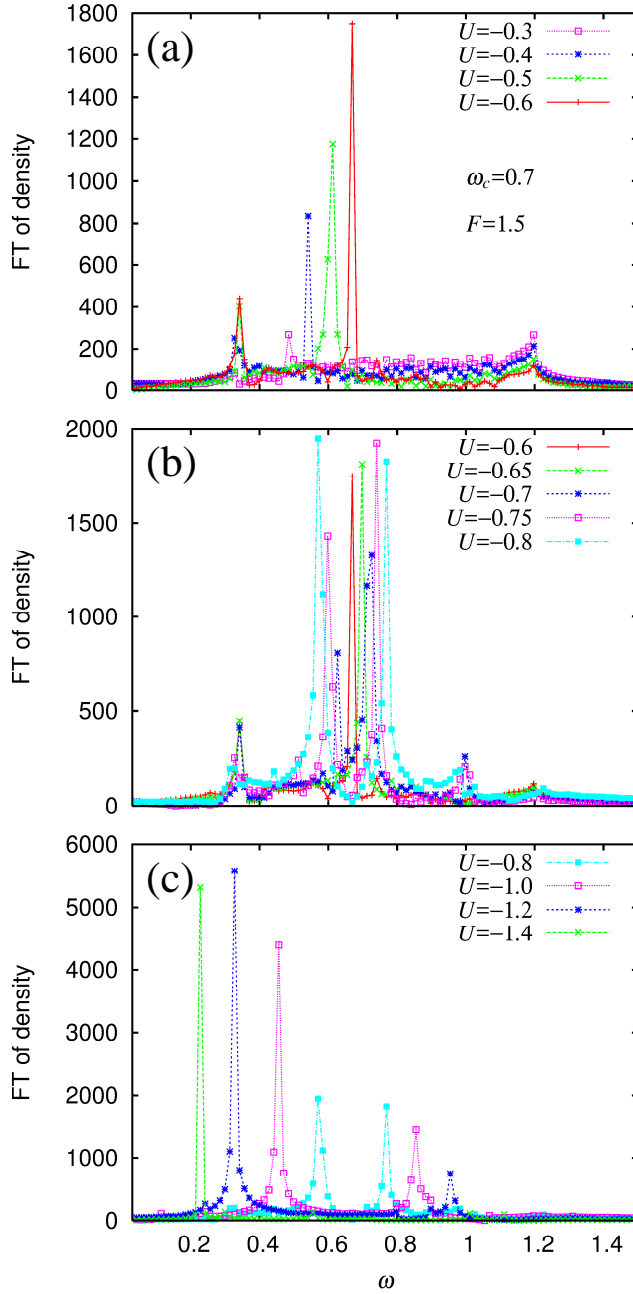 (a)
U=−0.3
U=−0.4
U=−0.5
U=−0.6
ω_c=0.7
F=1.5
FT of density
1800
1600
1400
1200
1000
800
600
400
200
0
(b)
U=−0.6
U=−0.65
U=−0.7
U=−0.75
U=−0.8
FT of density
2000
1500
1000
500
0
(c)
U=−0.8
U=−1.0
U=−1.2
U=−1.4
FT of density
6000
5000
4000
3000
2000
1000
0
0.2 0.4 0.6 0.8 1 1.2 1.4
ω